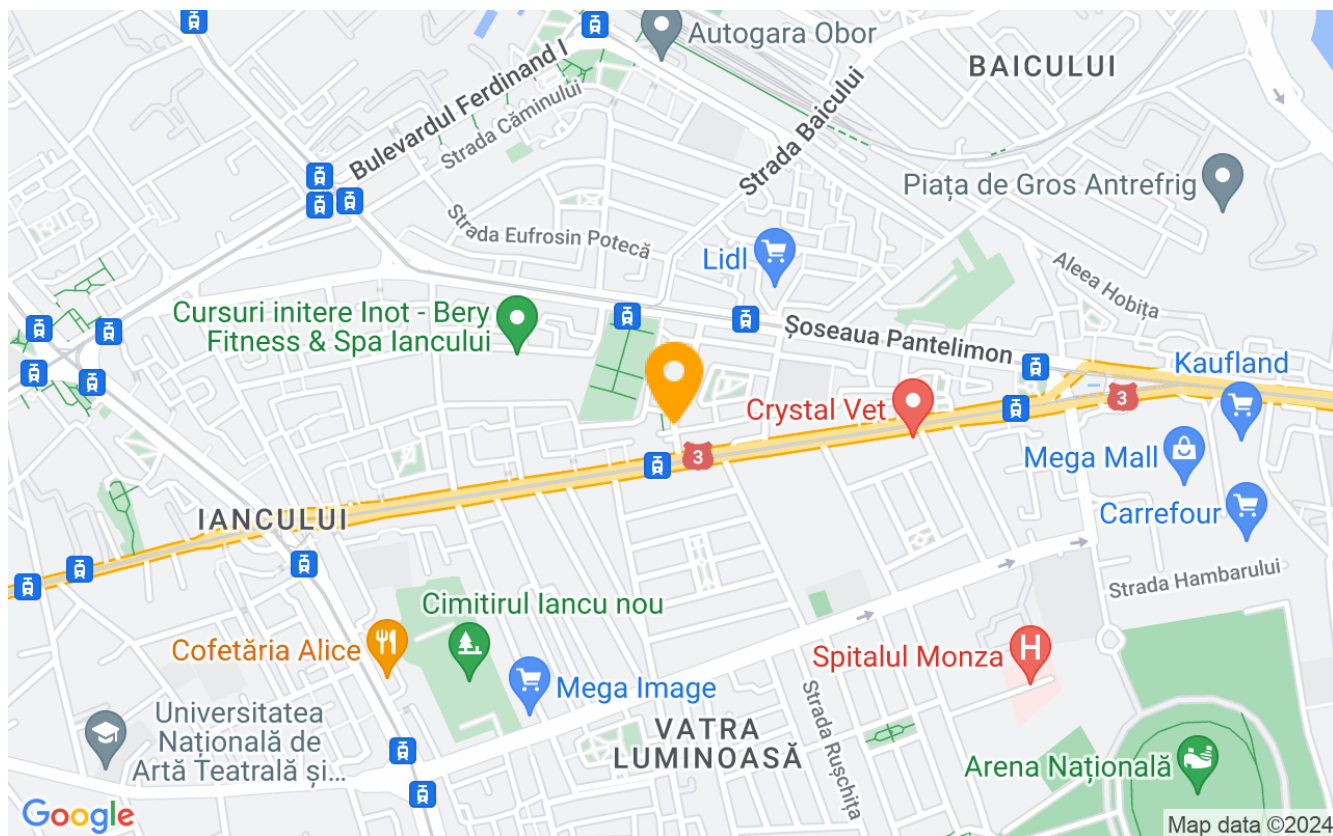 Autogara Obor
BAICULUI
Bulevardul Ferdinand I
Strada Căminului
Strada Baicului
Piața de Gros Antrefrig
Strada Eufrosin Potecă
Lidl
Aleea Hobița
Cursuri initere Inot - Bery
Fitness & Spa Iancului
Șoseaua Pantelimon
Kaufland
3
Crystal Vet
3
Mega Mall
IANCULUI
Carrefour
Strada Hambarului
Cimitirul Iancu nou
Cofetăria Alice
Spitalul Monza
H
Mega Image
Strada Rușchița
Universitatea
Națională de
Artă Teatrală și...
VATRA
LUMINOASĂ
Arena Națională
Google
Map data ©2024